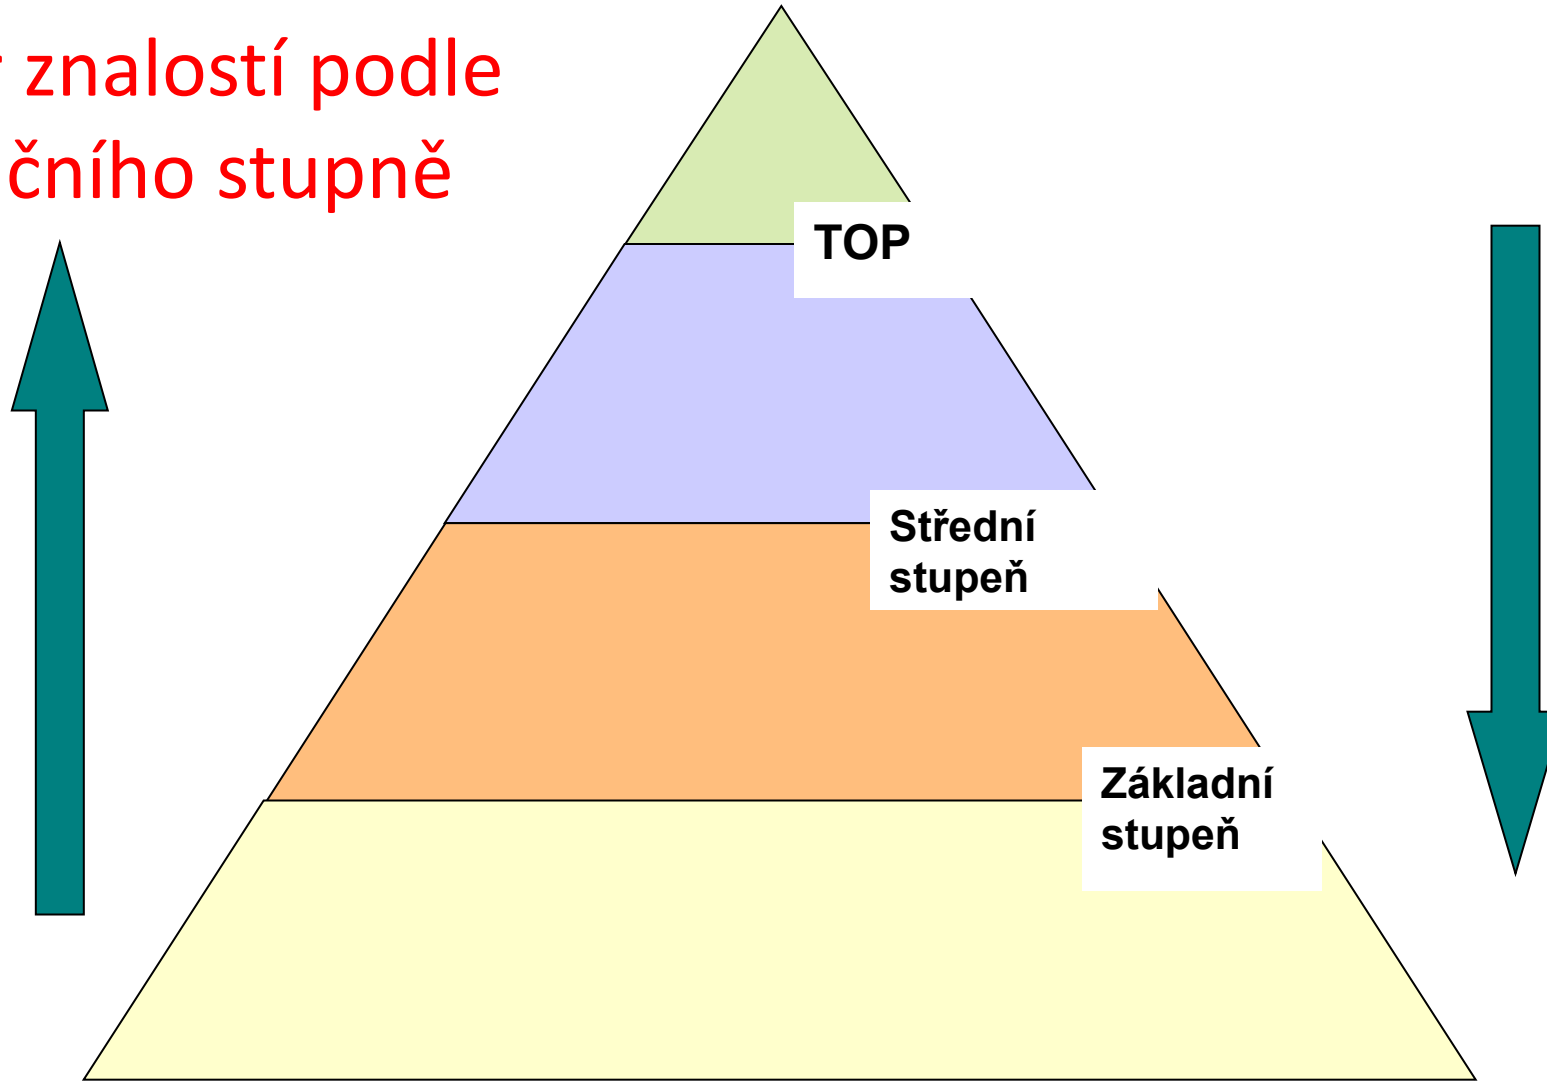 znalostí podle
čního stupně
TOP
Střední
stupeň
Základní
stupeň